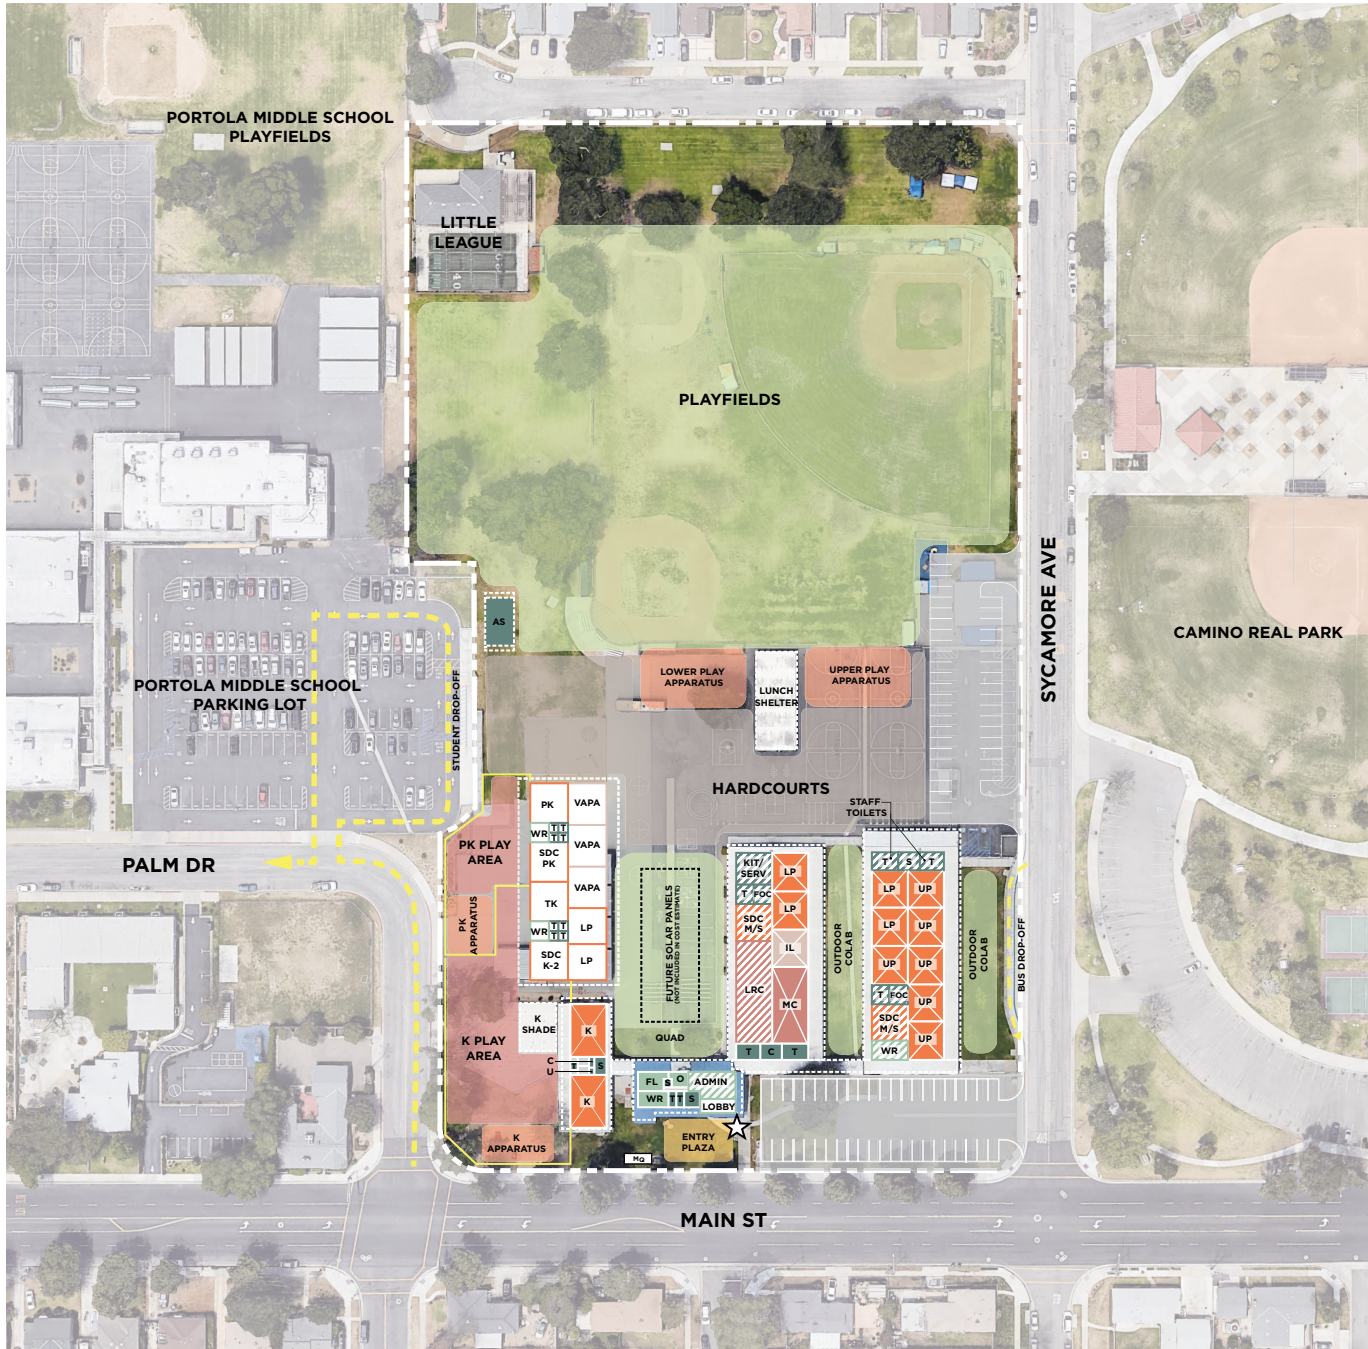 PORTOLA MIDDLE SCHOOL
PLAYFIELDS
LITTLE
LEAGUE
PLAYFIELDS
SYCAMORE AVE
CAMINO REAL PARK
AS
LOWER PLAY
APPARATUS
LUNCH
SHELTER
UPPER PLAY
APPARATUS
PORTOLA MIDDLE SCHOOL
PARKING LOT
STUDENT DROP-OFF
HARDCOURTS
STAFF
TOILETS
PALM DR
PK PLAY
AREA
PK
APPARATUS
PK
VAPA
WR
T T
T T
SDC
PK
VAPA
TK
VAPA
WR
T T
T T
LP
SDC
K-2
LP
K
SHADE
K PLAY
AREA
K
C
E
S
U
K
K
APPARATUS
FUTURE SOLAR PANELS
(NOT INCLUDED IN COST ESTIMATE)
QUAD
KIT/
SERV
LP
T
FOC
LP
SDC
M/S
IL
LRC
MC
T
C
T
OUTDOOR
COLAB
T
S
T
LP
UP
LP
UP
UP
UP
T
FOC
UP
SDC
M/S
UP
WR
OUTDOOR
COLAB
BUS DROP-OFF
FL
S
O
ADMIN
WR
T T
S
LOBBY
ENTRY
PLAZA
MQ
MAIN ST